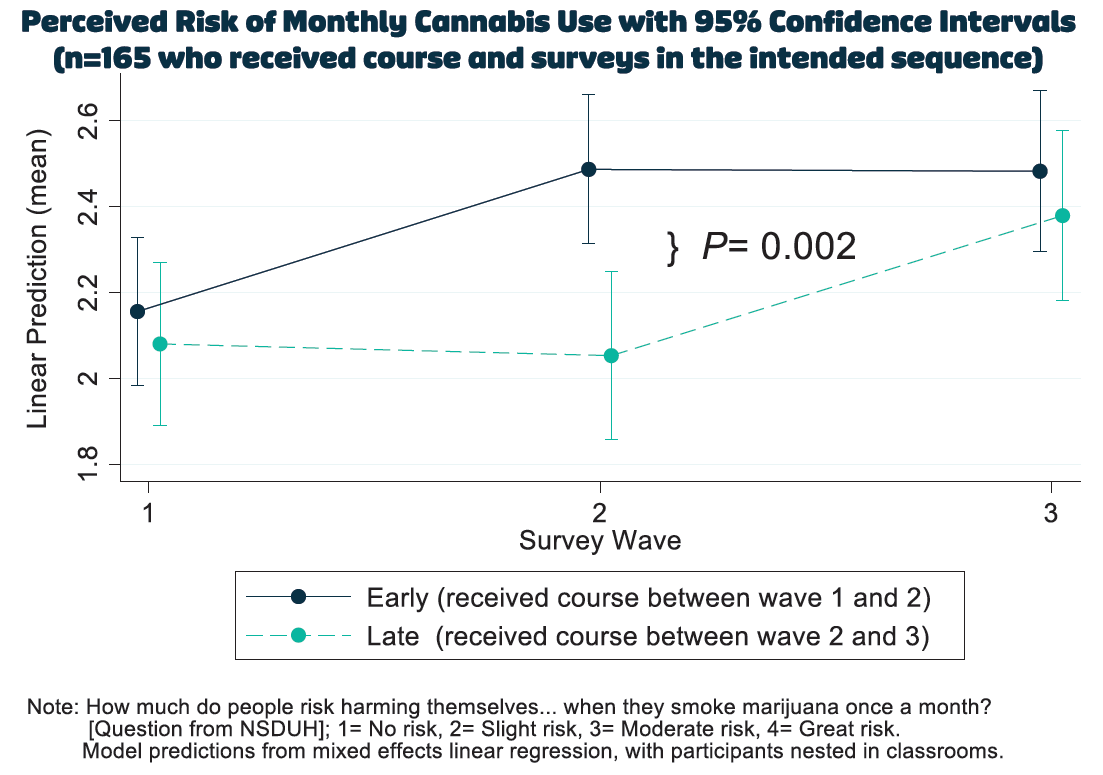 Perceived Risk of Monthly Cannabis Use with 95% Confidence Intervals
(n=165 who received course and surveys in the intended sequence)
Linear Prediction (mean)
2.6
2.4
2.2
2
1.8
} P= 0.002
1 2 3
Survey Wave
Early (received course between wave 1 and 2)
Late (received course between wave 2 and 3)
Note: How much do people risk harming themselves... when they smoke marijuana once a month?
[Question from NSDUH]; 1= No risk, 2= Slight risk, 3= Moderate risk, 4= Great risk.
Model predictions from mixed effects linear regression, with participants nested in classrooms.